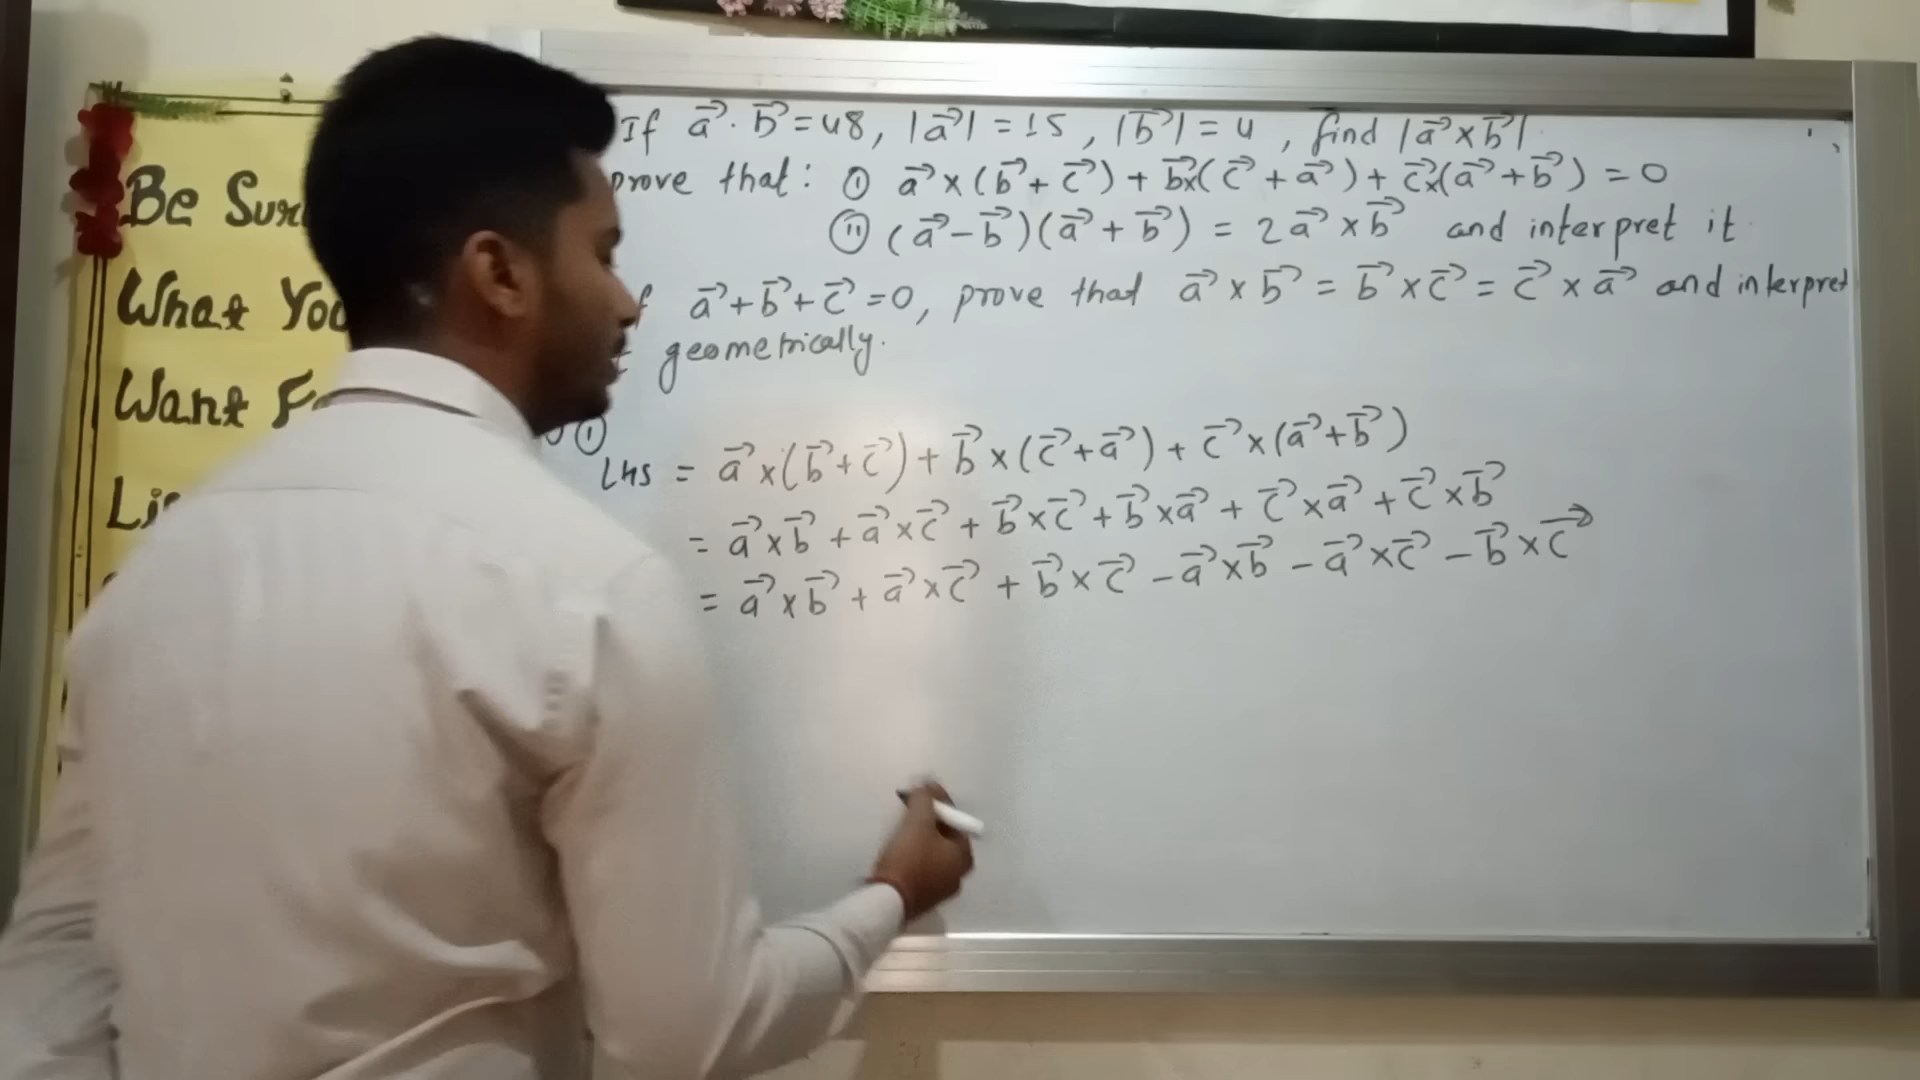 Be Sur
What You
Want F
Li
If a⃗ · b⃗ = 48, |a⃗| = 15, |b⃗| = 4, find |a⃗ × b⃗|.
prove that: ① a⃗ × (b⃗ + c⃗) + b⃗ × (c⃗ + a⃗) + c⃗ × (a⃗ + b⃗) = 0
⑪ (a⃗ − b⃗)(a⃗ + b⃗) = 2a⃗ × b⃗ and interpret it
a⃗ + b⃗ + c⃗ = 0, prove that a⃗ × b⃗ = b⃗ × c⃗ = c⃗ × a⃗ and interpret
geometrically.
①
LHS = a⃗ × (b⃗ + c⃗) + b⃗ × (c⃗ + a⃗) + c⃗ × (a⃗ + b⃗)
= a⃗ × b⃗ + a⃗ × c⃗ + b⃗ × c⃗ + b⃗ × a⃗ + c⃗ × a⃗ + c⃗ × b⃗
= a⃗ × b⃗ + a⃗ × c⃗ + b⃗ × c⃗ − a⃗ × b⃗ − a⃗ × c⃗ − b⃗ × c⃗